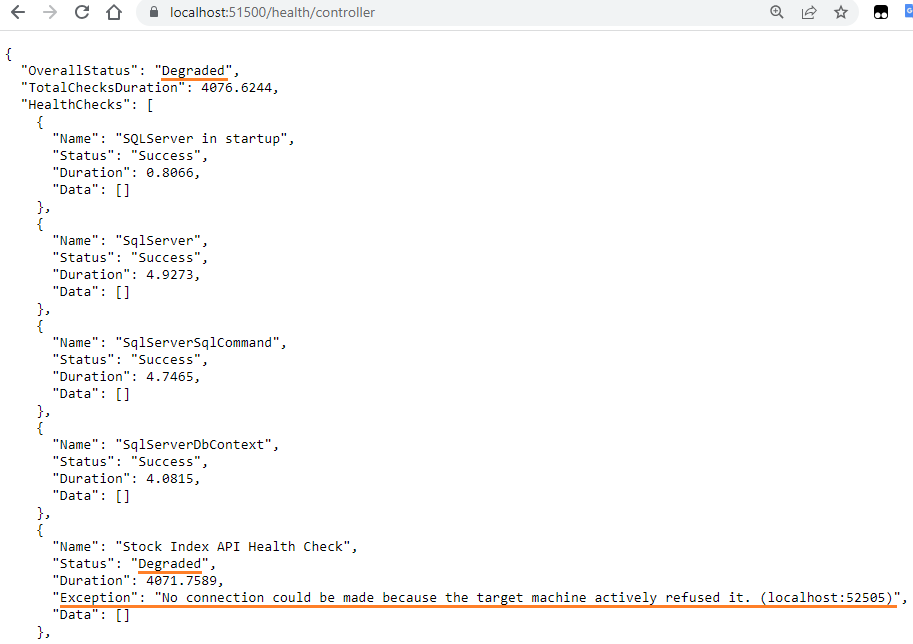 localhost:51500/health/controller
G
{
"OverallStatus": "Degraded",
"TotalChecksDuration": 4076.6244,
"HealthChecks": [
{
"Name": "SQLServer in startup",
"Status": "Success",
"Duration": 0.8066,
"Data": []
},
{
"Name": "SqlServer",
"Status": "Success",
"Duration": 4.9273,
"Data": []
},
{
"Name": "SqlServerSqlCommand",
"Status": "Success",
"Duration": 4.7465,
"Data": []
},
{
"Name": "SqlServerDbContext",
"Status": "Success",
"Duration": 4.0815,
"Data": []
},
{
"Name": "Stock Index API Health Check",
"Status": "Degraded",
"Duration": 4071.7589,
"Exception": "No connection could be made because the target machine actively refused it. (localhost:52505)",
"Data": []
},